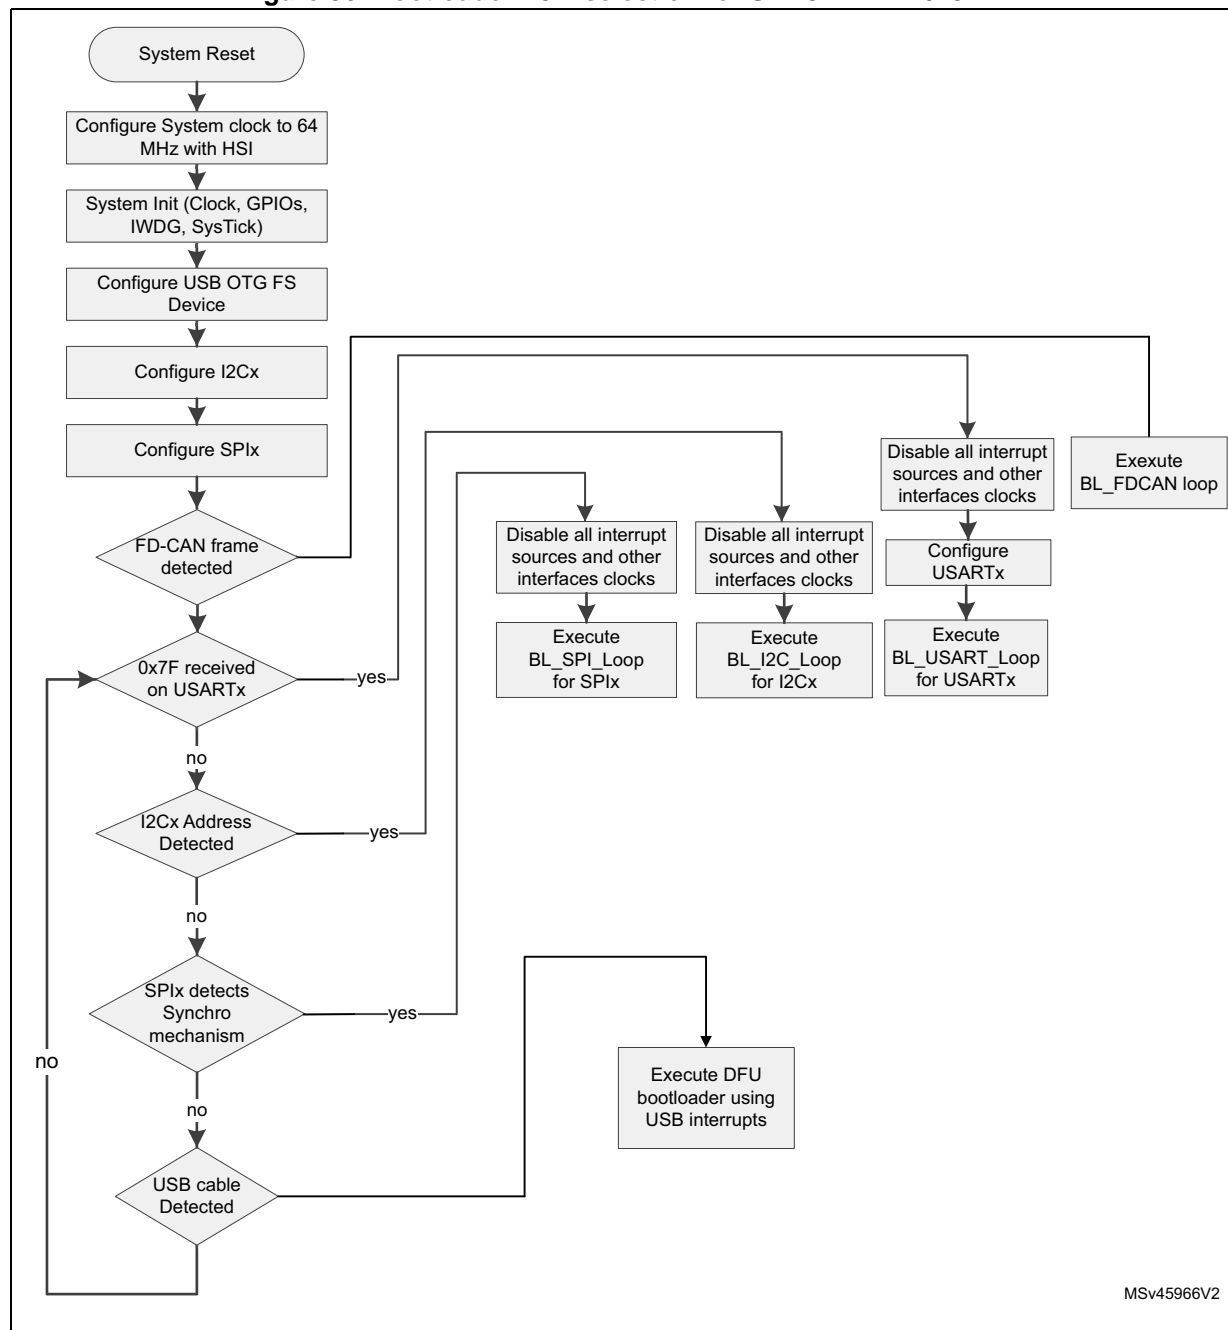 System Reset
Configure System clock to 64
MHz with HSI
System Init (Clock, GPIOs,
IWDG, SysTick)
Configure USB OTG FS
Device
Configure I2Cx
Configure SPIx
FD-CAN frame
detected
0x7F received
on USARTx
yes
no
I2Cx Address
Detected
yes
no
SPIx detects
Synchro
mechanism
yes
no
no
USB cable
Detected
Disable all interrupt
sources and other
interfaces clocks
Execute
BL_SPI_Loop
for SPIx
Disable all interrupt
sources and other
interfaces clocks
Execute
BL_I2C_Loop
for I2Cx
Disable all interrupt
sources and other
interfaces clocks
Configure
USARTx
Execute
BL_USART_Loop
for USARTx
Exexute
BL_FDCAN loop
Execute DFU
bootloader using
USB interrupts
MSv45966V2